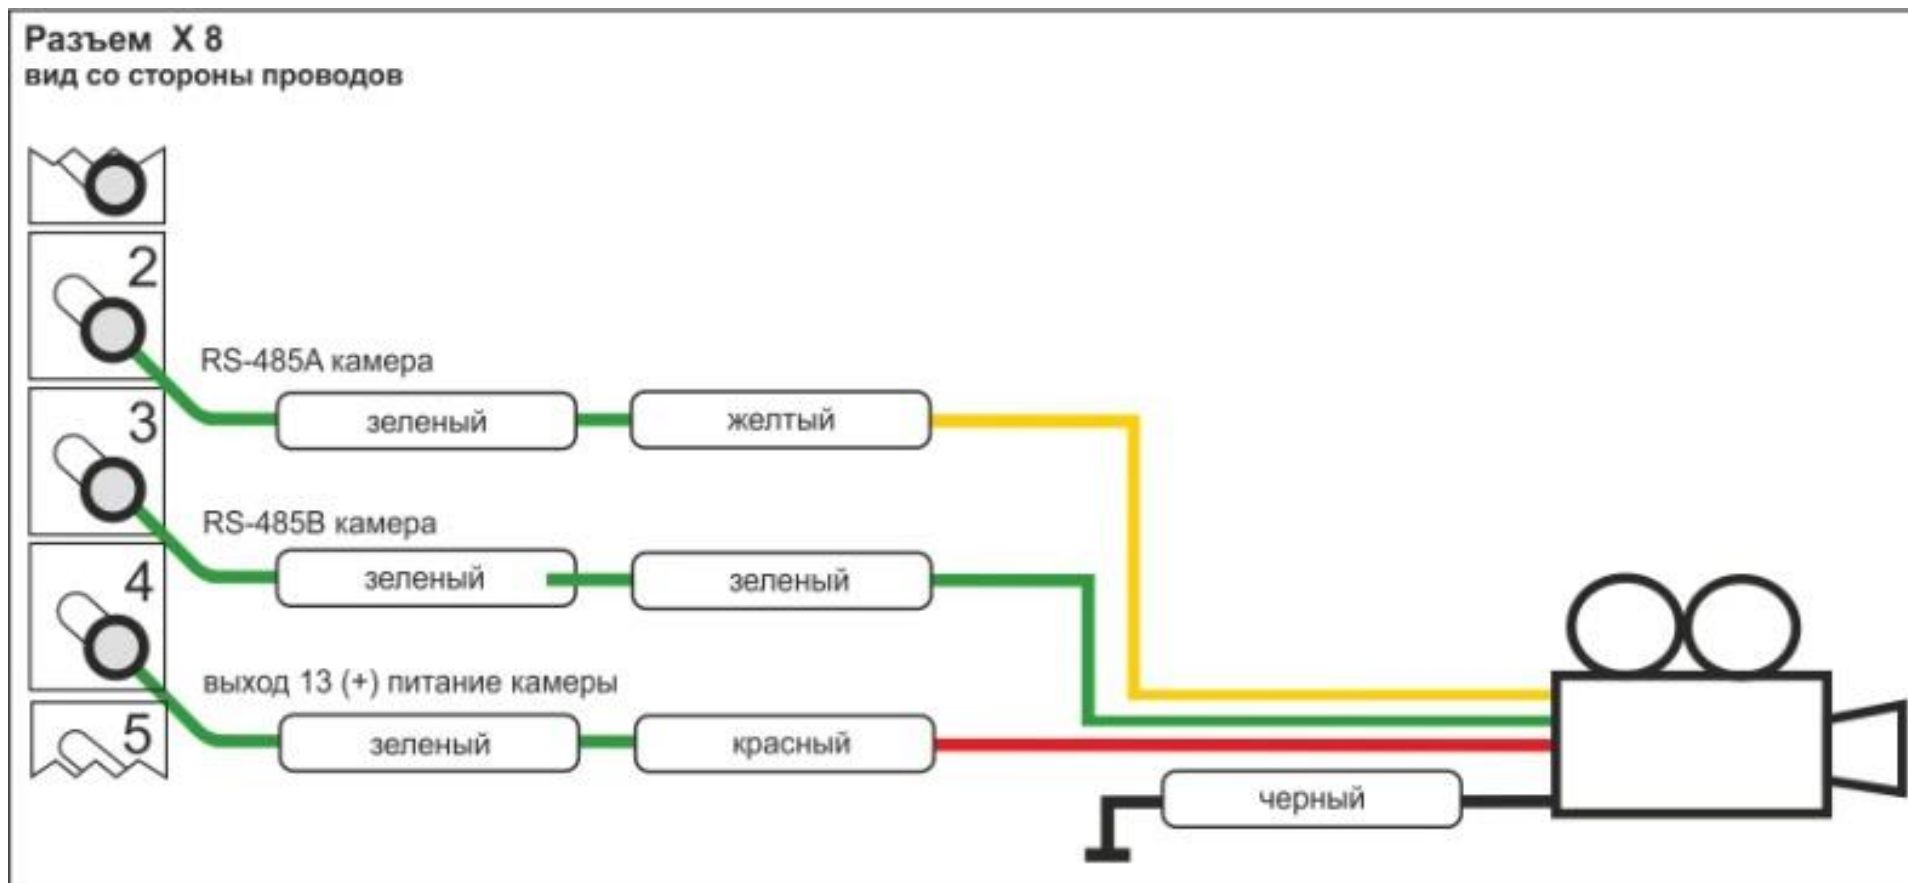 Разъем X 8
вид со стороны проводов
2
RS-485A камера
зеленый желтый
3
RS-485B камера
зеленый зеленый
4
выход 13 (+) питание камеры
5
зеленый красный
черный